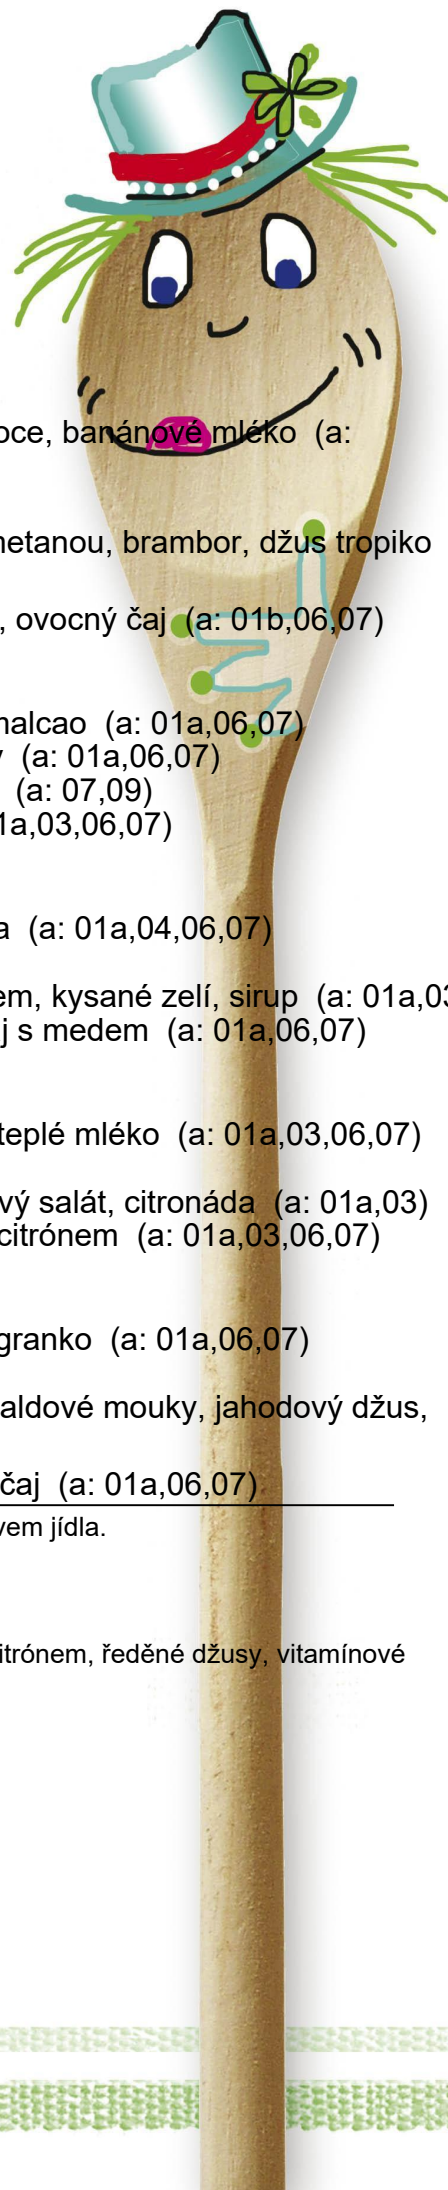 oce, banánové mléko (a:
netanou, brambor, džus tropiko
, ovocný čaj (a: 01b,06,07)
malcao (a: 01a,06,07)
(a: 01a,06,07)
(a: 07,09)
1a,03,06,07)
a (a: 01a,04,06,07)
em, kysané zelí, sirup (a: 01a,03
j s medem (a: 01a,06,07)
teplé mléko (a: 01a,03,06,07)
vý salát, citronáda (a: 01a,03)
citrónem (a: 01a,03,06,07)
granko (a: 01a,06,07)
aldové mouky, jahodový džus,
čaj (a: 01a,06,07)
vem jídla.
itrónem, ředěné džusy, vitamínové